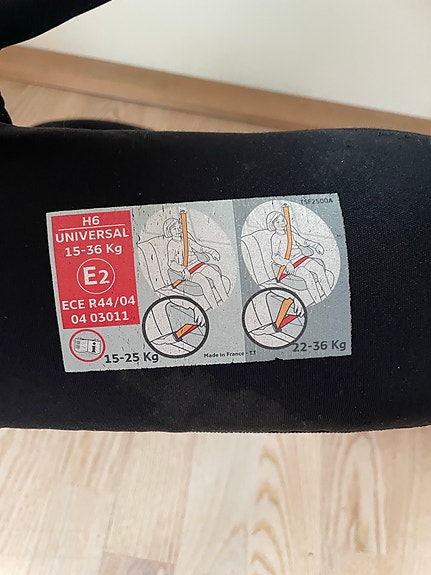 H6
UNIVERSAL
15-36 Kg
E2
ECE R44/04
04 03011
i
15-25 Kg
Made in France - T7
TSF2500A
22-36 Kg